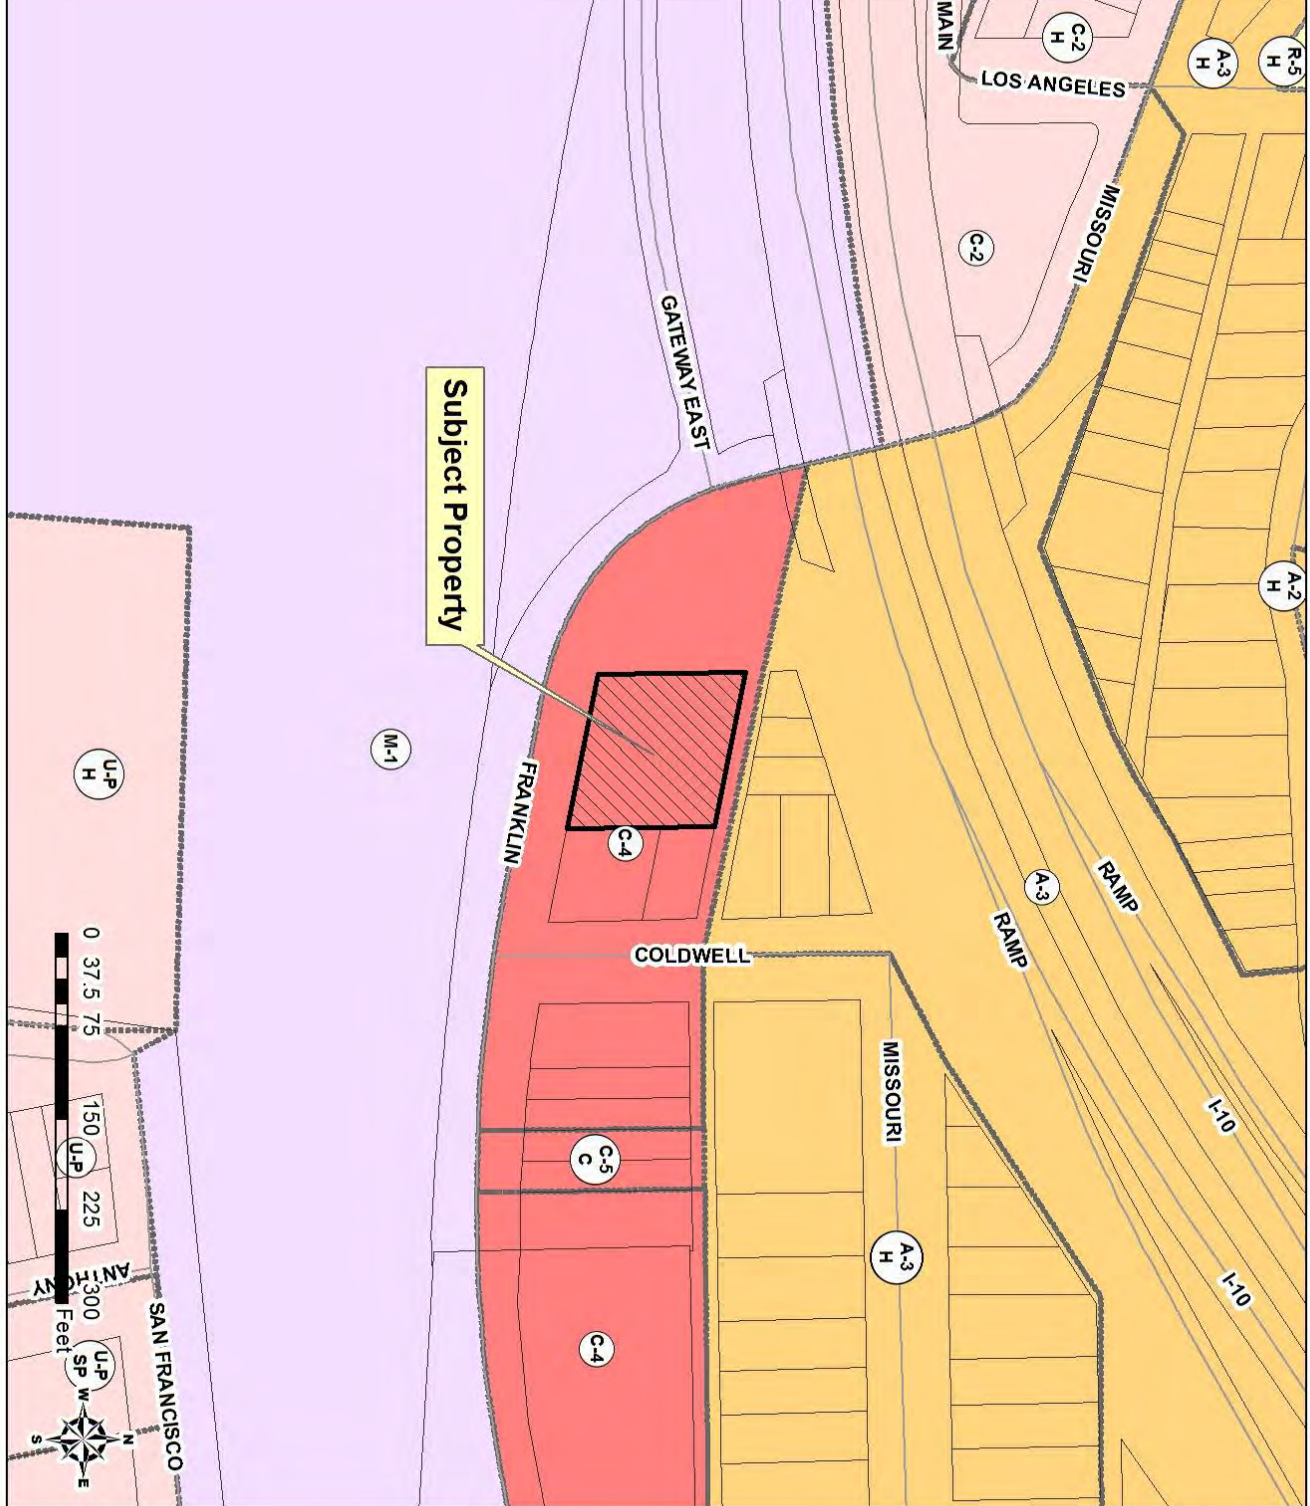 R-5
H
A-3
H
C-2
H
MAIN
LOS ANGELES
MISSOURI
C-2
A-2
H
GATEWAY EAST
Subject Property
M-1
U-P
H
FRANKLIN
C-4
A-3
RAMP
RAMP
COLDWELL
MISSOURI
I-10
I-10
C-5
C
A-3
H
C-4
0 37.5 75 150 225 300
Feet
U-P
SAN FRANCISCO
U-P
SP
N
W
E
S